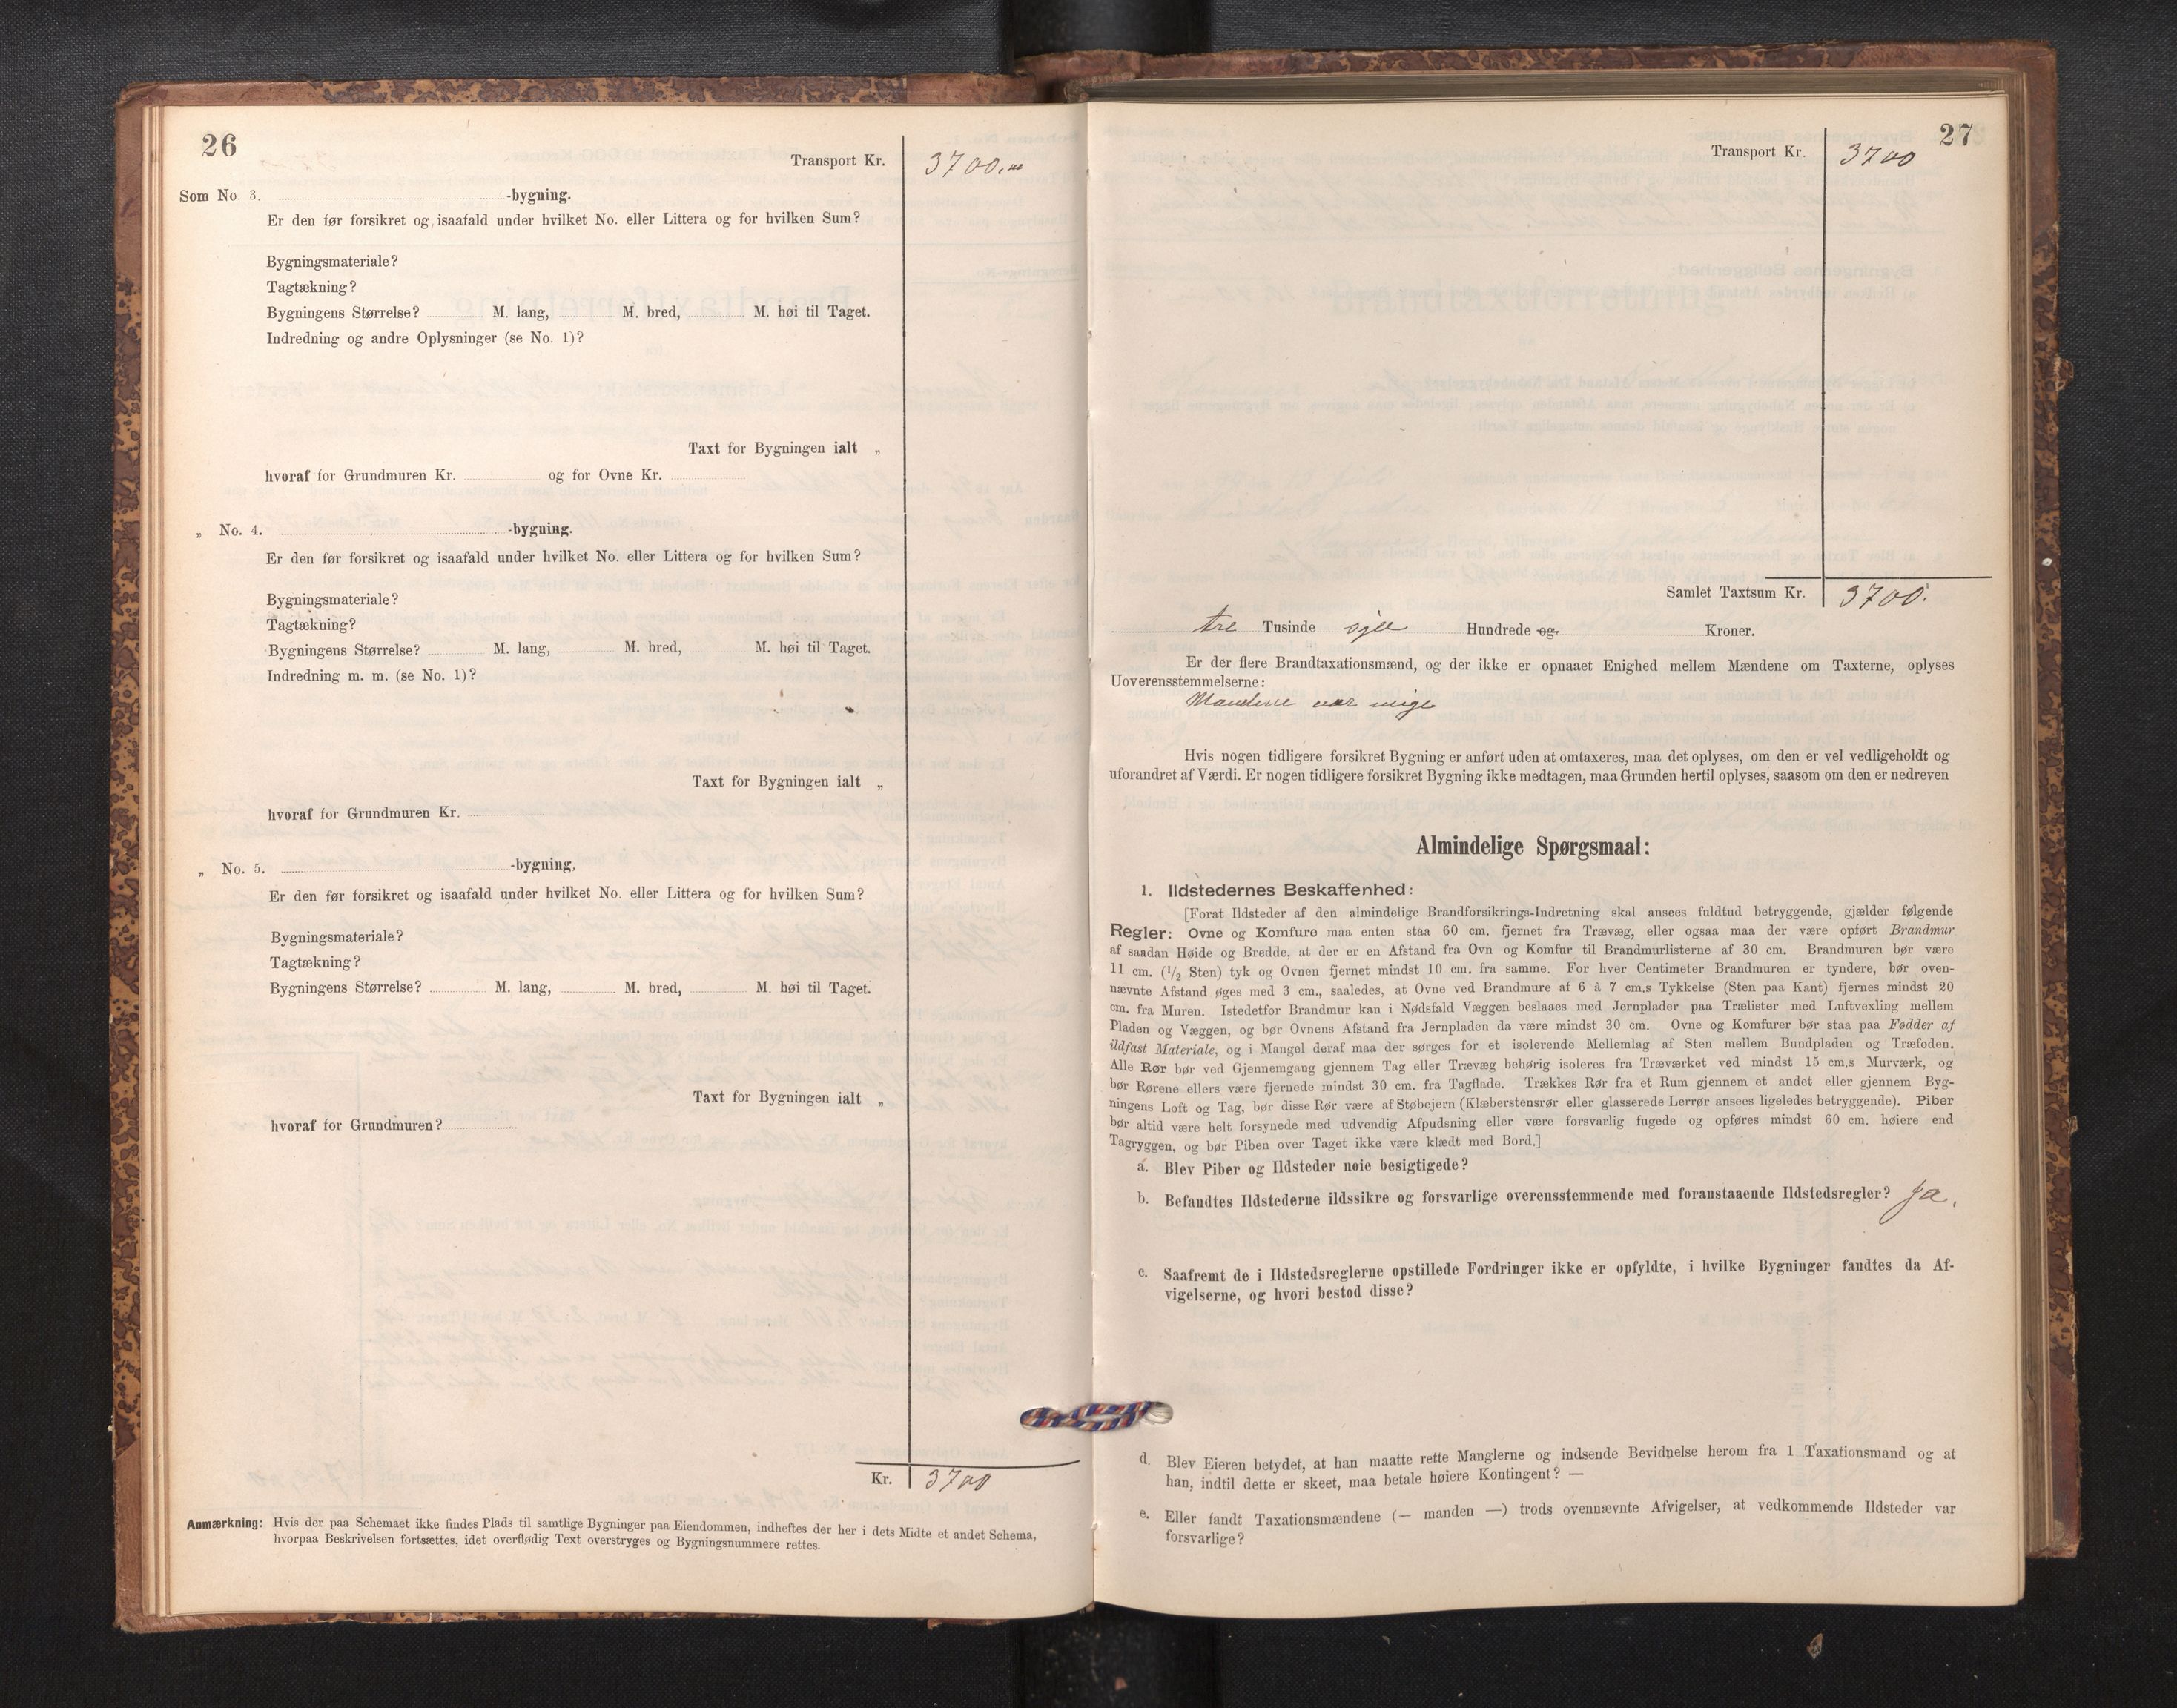 26
Transport Kr. 3700,00
Som No. 3. -bygning.
Er den før forsikret og isaafald under hvilket No. eller Littera og for hvilken Sum?
Bygningsmateriale?
Tagtækning?
Bygningens Størrelse? M. lang, M. bred, M. høi til Taget.
Indredning og andre Oplysninger (se No. 1)?
Taxt for Bygningen ialt „
hvoraf for Grundmuren Kr. og for Ovne Kr.
„ No. 4. -bygning.
Er den før forsikret og isaafald under hvilket No. eller Littera og for hvilken Sum?
Bygningsmateriale?
Tagtækning?
Bygningens Størrelse? M. lang, M. bred, M. høi til Taget.
Indredning m. m. (se No. 1)?
Taxt for Bygningen ialt „
hvoraf for Grundmuren Kr.
„ No. 5. -bygning,
Er den før forsikret og isaafald under hvilket No. eller Littera og for hvilken Sum?
Bygningsmateriale?
Tagtækning?
Bygningens Størrelse? M. lang, M. bred, M. høi til Taget.
Taxt for Bygningen ialt „
hvoraf for Grundmuren?
Kr. 3700
Anmærkning: Hvis der paa Schemaet ikke findes Plads til samtlige Bygninger paa Eiendommen, indheftes der her i dets Midte et andet Schema,
hvorpaa Beskrivelsen fortsættes, idet overflødig Text overstryges og Bygningsnummere rettes.
27
Transport Kr. 3700
Samlet Taxtsum Kr. 3700.
tre Tusinde syv Hundrede og Kroner.
Er der flere Brandtaxationsmænd, og der ikke er opnaaet Enighed mellem Mændene om Taxterne, oplyses
Uoverensstemmelserne:
Mændene var enige
Hvis nogen tidligere forsikret Bygning er anført uden at omtaxeres, maa det oplyses, om den er vel vedligeholdt og
uforandret af Værdi. Er nogen tidligere forsikret Bygning ikke medtagen, maa Grunden hertil oplyses, saasom om den er nedreven
Almindelige Spørgsmaal:
1. Ildstedernes Beskaffenhed:
[Forat Ildsteder af den almindelige Brandforsikrings-Indretning skal ansees fuldtud betryggende, gjælder følgende
Regler: Ovne og Komfure maa enten staa 60 cm. fjernet fra Trævæg, eller ogsaa maa der være opført Brandmur
af saadan Høide og Bredde, at der er en Afstand fra Ovn og Komfur til Brandmurlisterne af 30 cm. Brandmuren bør være
11 cm. (1/2 Sten) tyk og Ovnen fjernet mindst 10 cm. fra samme. For hver Centimeter Brandmuren er tyndere, bør oven-
nævnte Afstand øges med 3 cm., saaledes, at Ovne ved Brandmure af 6 à 7 cm.s Tykkelse (Sten paa Kant) fjernes mindst 20
cm. fra Muren. Istedetfor Brandmur kan i Nødsfald Væggen beslaaes med Jernplader paa Trælister med Luftvexling mellem
Pladen og Væggen, og bør Ovnens Afstand fra Jernpladen da være mindst 30 cm. Ovne og Komfurer bør staa paa Fødder af
ildfast Materiale, og i Mangel deraf maa der sørges for et isolerende Mellemlag af Sten mellem Bundpladen og Træfoden.
Alle Rør bør ved Gjennemgang gjennem Tag eller Trævæg behørig isoleres fra Træværket ved mindst 15 cm.s Murværk, og
bør Rørene ellers være fjernede mindst 30 cm. fra Tagflade. Trækkes Rør fra et Rum gjennem et andet eller gjennem Byg-
ningens Loft og Tag, bør disse Rør være af Støbejern (Klæberstensrør eller glasserede Lerrør ansees ligeledes betryggende). Piber
bør altid være helt forsynede med udvendig Afpudsning eller være forsvarlig fugede og opføres mindst 60 cm. høiere end
Tagryggen, og bør Piben over Taget ikke være klædt med Bord.]
a. Blev Piber og Ildsteder nøie besigtigede?
b. Befandtes Ildstederne ildssikre og forsvarlige overensstemmende med foranstaaende Ildstedsregler? Ja.
c. Saafremt de i Ildstedsreglerne opstillede Fordringer ikke er opfyldte, i hvilke Bygninger fandtes da Af-
vigelserne, og hvori bestod disse?
d. Blev Eieren betydet, at han maatte rette Manglerne og indsende Bevidnelse herom fra 1 Taxationsmand og at
han, indtil dette er skeet, maa betale høiere Kontingent? —
e. Eller fandt Taxationsmændene (— manden —) trods ovennævnte Afvigelser, at vedkommende Ildsteder var
forsvarlige?